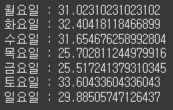 월요일 : 31.02310231023102
화요일 : 32.40418118466899
수요일 : 31.654676258992804
목요일 : 25.702811244979916
금요일 : 25.517241379310345
토요일 : 33.60433604336043
일요일 : 29.88505747126437